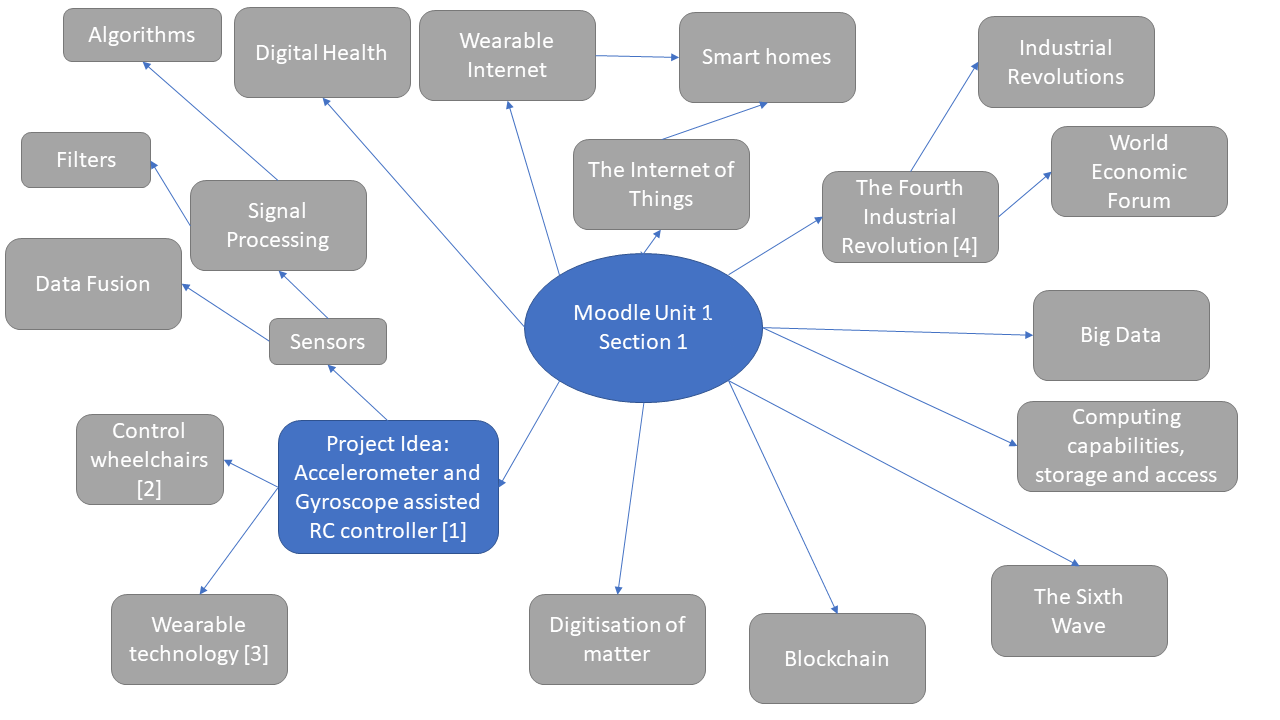 Algorithms
Digital Health
Wearable
Internet
Smart homes
Industrial
Revolutions
Filters
Signal
Processing
The Internet of
Things
The Fourth
Industrial
Revolution [4]
World
Economic
Forum
Data Fusion
Sensors
Moodle Unit 1
Section 1
Big Data
Control
wheelchairs
[2]
Project Idea:
Accelerometer and
Gyroscope assisted
RC controller [1]
Computing
capabilities,
storage and access
Wearable
technology [3]
Digitisation of
matter
Blockchain
The Sixth
Wave